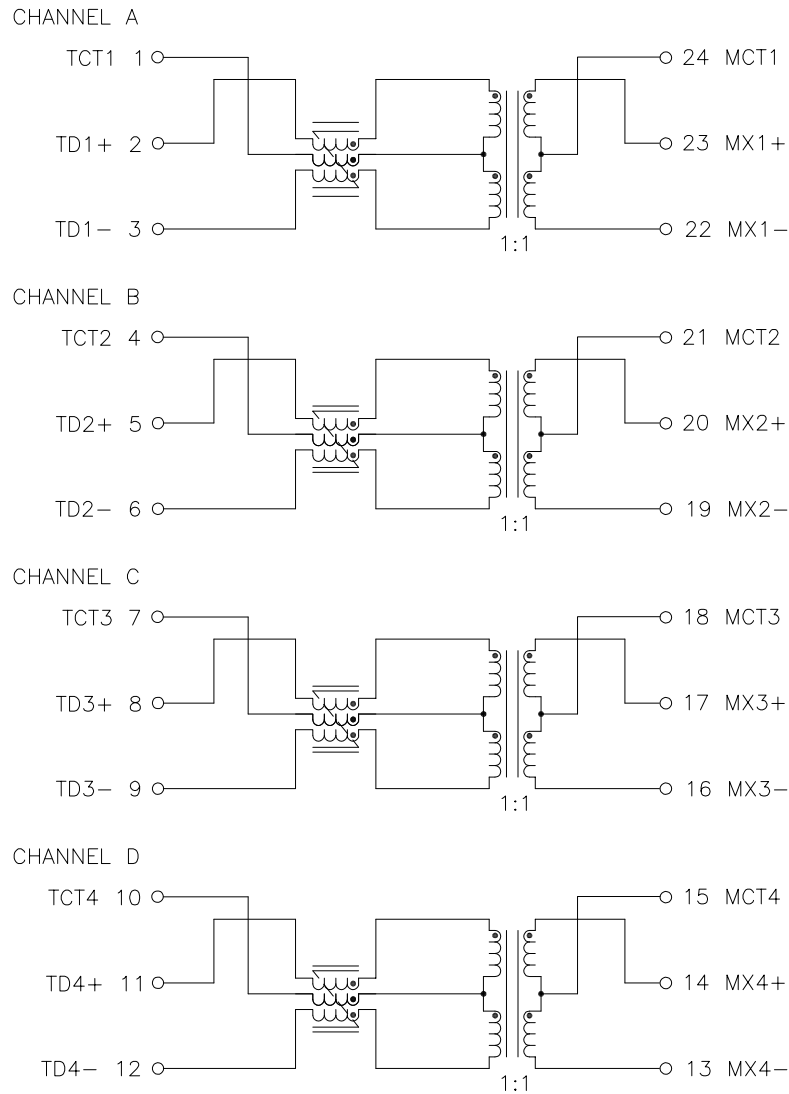 CHANNEL A
TCT1 1 24 MCT1
TD1+ 2 23 MX1+
TD1- 3 22 MX1-
1:1
CHANNEL B
TCT2 4 21 MCT2
TD2+ 5 20 MX2+
TD2- 6 19 MX2-
1:1
CHANNEL C
TCT3 7 18 MCT3
TD3+ 8 17 MX3+
TD3- 9 16 MX3-
1:1
CHANNEL D
TCT4 10 15 MCT4
TD4+ 11 14 MX4+
TD4- 12 13 MX4-
1:1